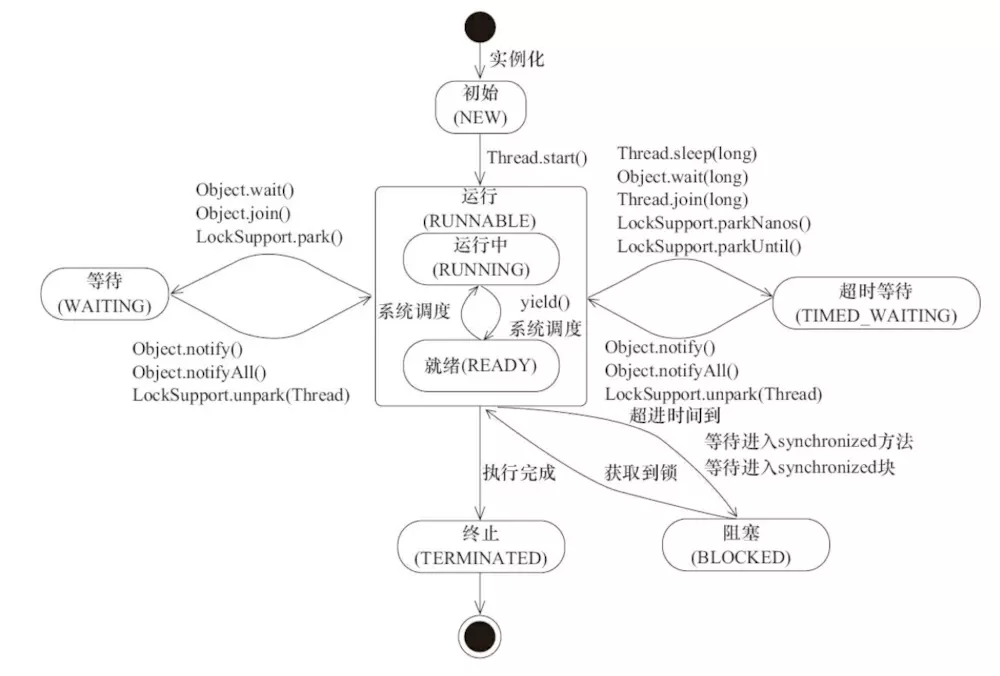 实例化
初始
(NEW)
Thread.start()
Thread.sleep(long)
Object.wait(long)
Thread.join(long)
LockSupport.parkNanos()
LockSupport.parkUntil()
Object.wait()
Object.join()
LockSupport.park()
运行
(RUNNABLE)
运行中
(RUNNING)
等待
(WAITING)
超时等待
(TIMED_WAITING)
系统调度
yield()
系统调度
就绪(READY)
Object.notify()
Object.notifyAll()
LockSupport.unpark(Thread)
Object.notify()
Object.notifyAll()
LockSupport.unpark(Thread)
超进时间到
等待进入synchronized方法
等待进入synchronized块
获取到锁
执行完成
终止
(TERMINATED)
阻塞
(BLOCKED)